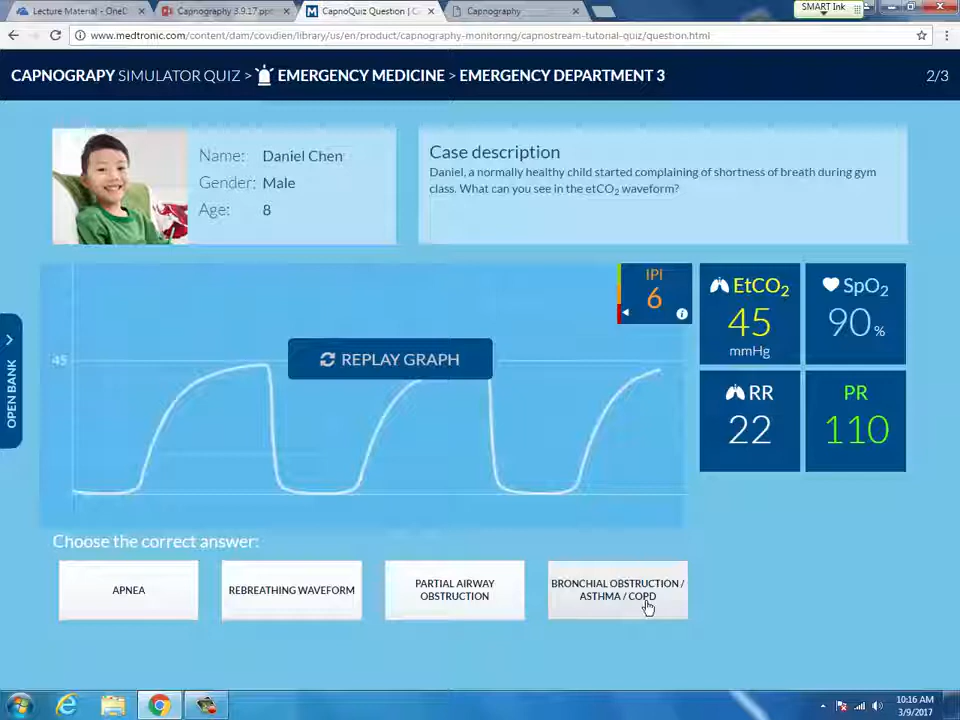 Lecture Material - OneD
Capnography 3.9.17.ppt
CapnoQuiz Question | C
Capnography
SMART Ink
www.medtronic.com/content/dam/covidien/library/us/en/product/capnography-monitoring/capnostream-tutorial-quiz/question.html
CAPNOGRAPY SIMULATOR QUIZ > EMERGENCY MEDICINE > EMERGENCY DEPARTMENT 3
2/3
Name: Daniel Chen
Gender: Male
Age: 8
Case description
Daniel, a normally healthy child started complaining of shortness of breath during gym
class. What can you see in the etCO₂ waveform?
OPEN BANK
45
REPLAY GRAPH
IPI
6
EtCO₂
45
mmHg
SpO₂
90 %
RR
22
PR
110
Choose the correct answer:
APNEA
REBREATHING WAVEFORM
PARTIAL AIRWAY
OBSTRUCTION
BRONCHIAL OBSTRUCTION /
ASTHMA / COPD
10:16 AM
3/9/2017